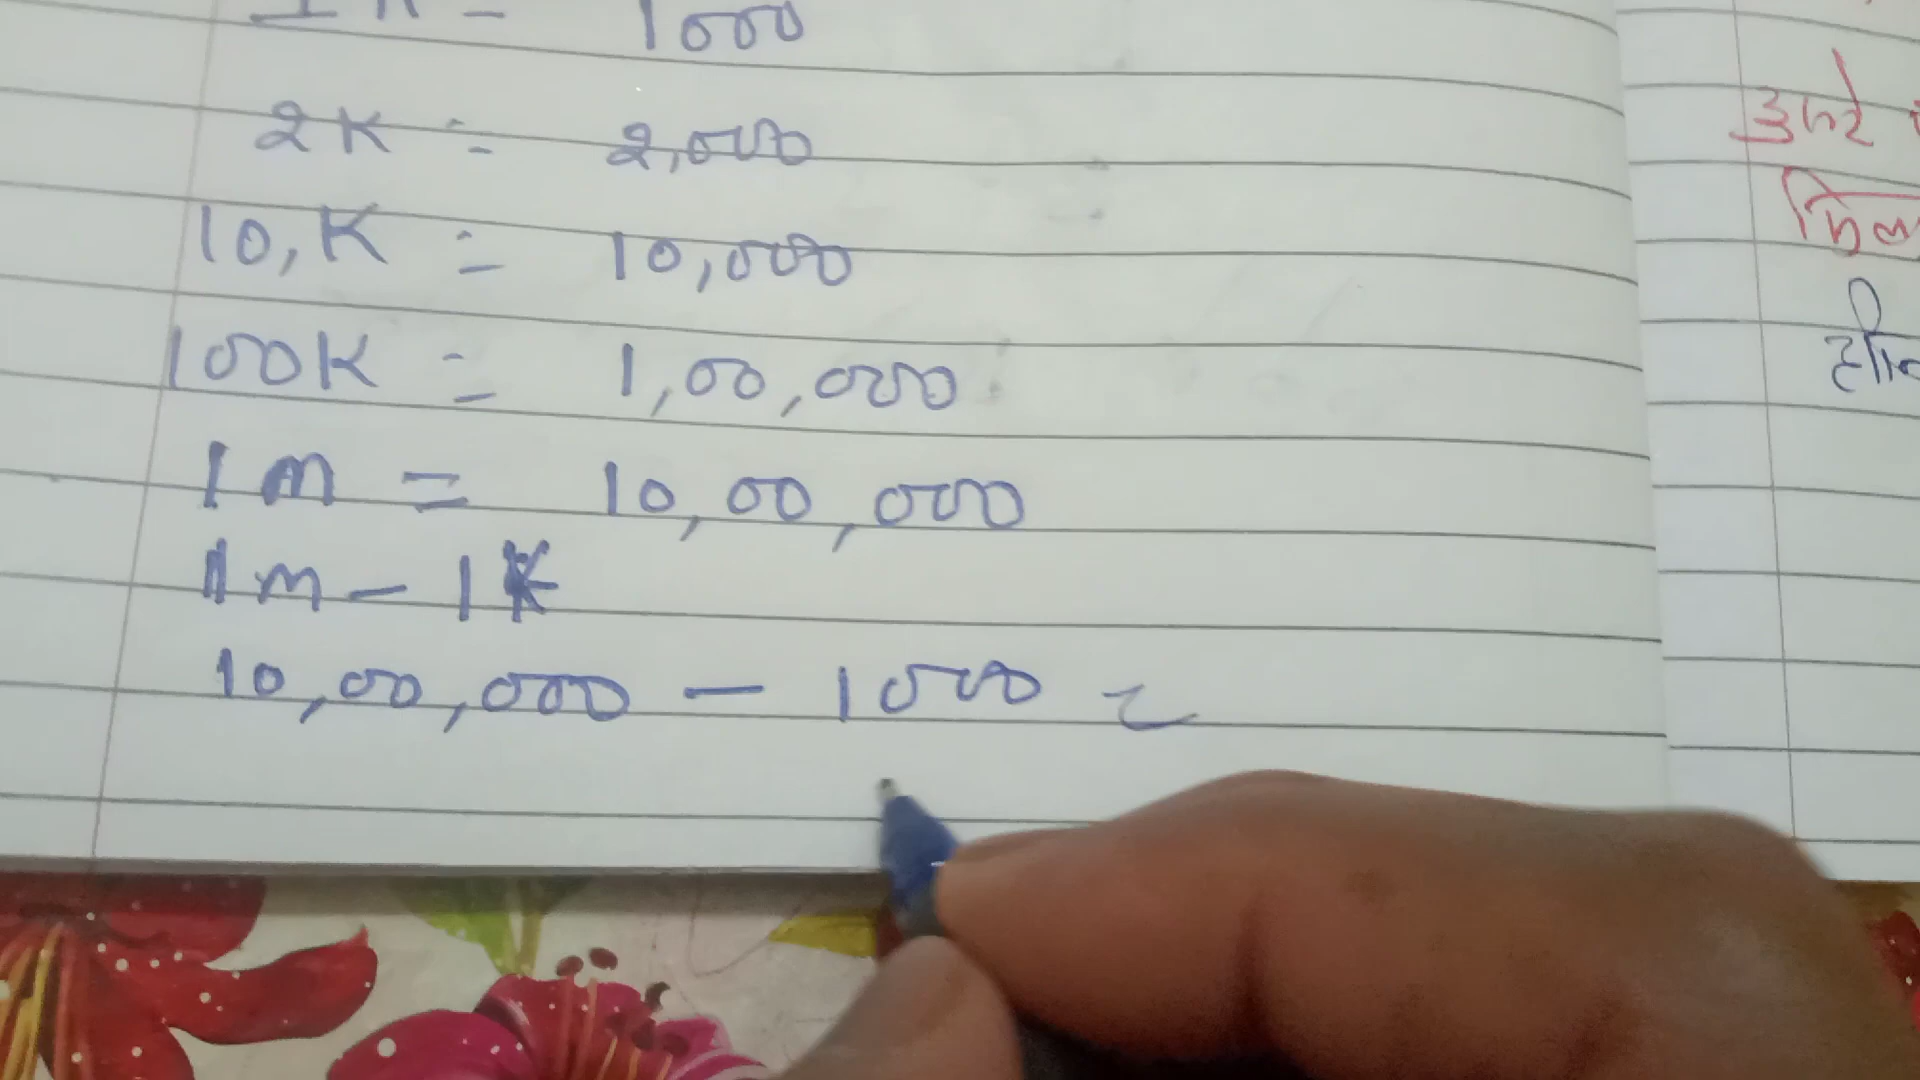 1K = 1000
2K = 2,000
10,K = 10,000
100K = 1,00,000
1m = 10,00,000
1m - 1K
10,00,000 - 1000 =